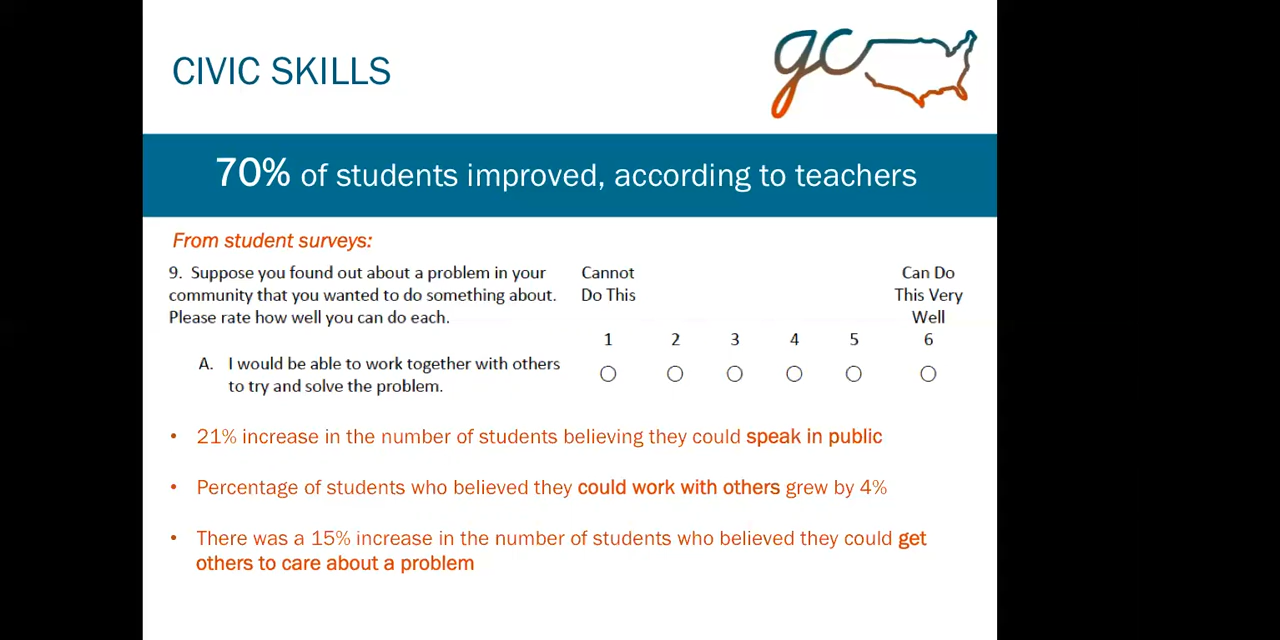 CIVIC SKILLS
gc
70% of students improved, according to teachers
From student surveys:
9. Suppose you found out about a problem in your
community that you wanted to do something about.
Please rate how well you can do each.
Cannot
Do This
Can Do
This Very
Well
1 2 3 4 5 6
A. I would be able to work together with others
to try and solve the problem.
• 21% increase in the number of students believing they could speak in public
• Percentage of students who believed they could work with others grew by 4%
• There was a 15% increase in the number of students who believed they could get
others to care about a problem